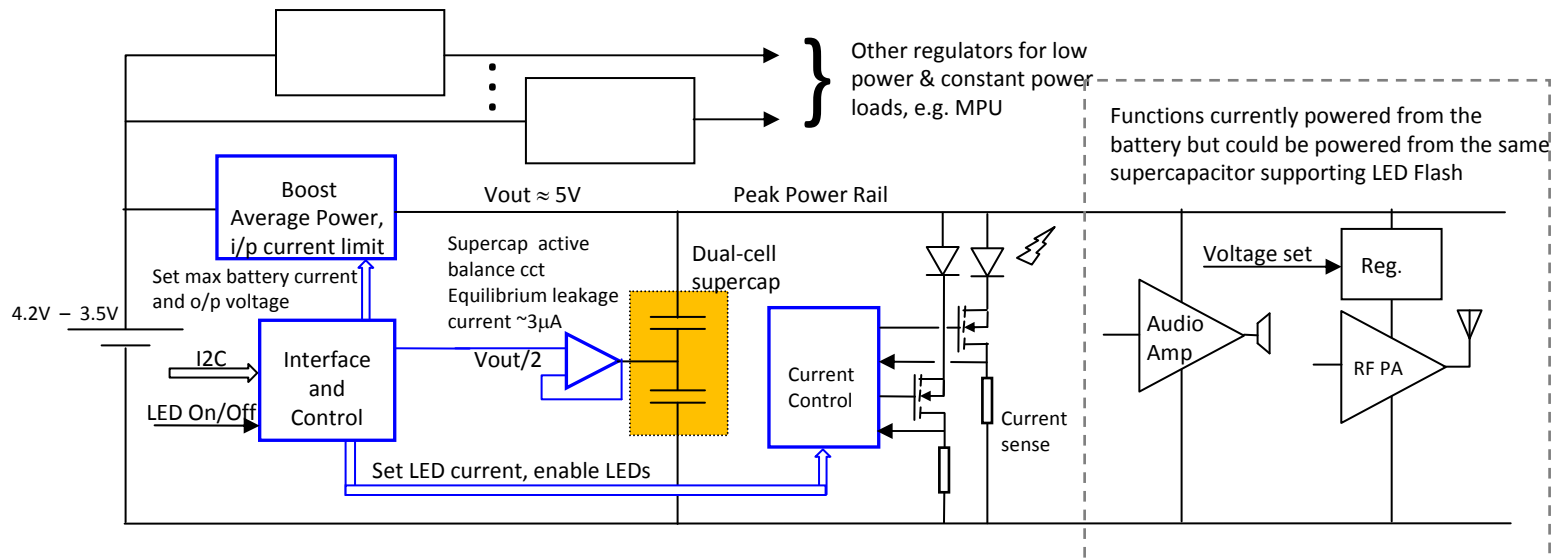 Other regulators for low
power & constant power
loads, e.g. MPU
Functions currently powered from the
battery but could be powered from the same
supercapacitor supporting LED Flash
Boost
Average Power,
i/p current limit
Vout ≈ 5V
Peak Power Rail
Supercap active
balance cct
Equilibrium leakage
current ~3μA
Dual-cell
supercap
Voltage set
Reg.
Set max battery current
and o/p voltage
4.2V – 3.5V
I2C
LED On/Off
Interface
and
Control
Vout/2
Current
Control
Current
sense
Audio
Amp
RF PA
Set LED current, enable LEDs